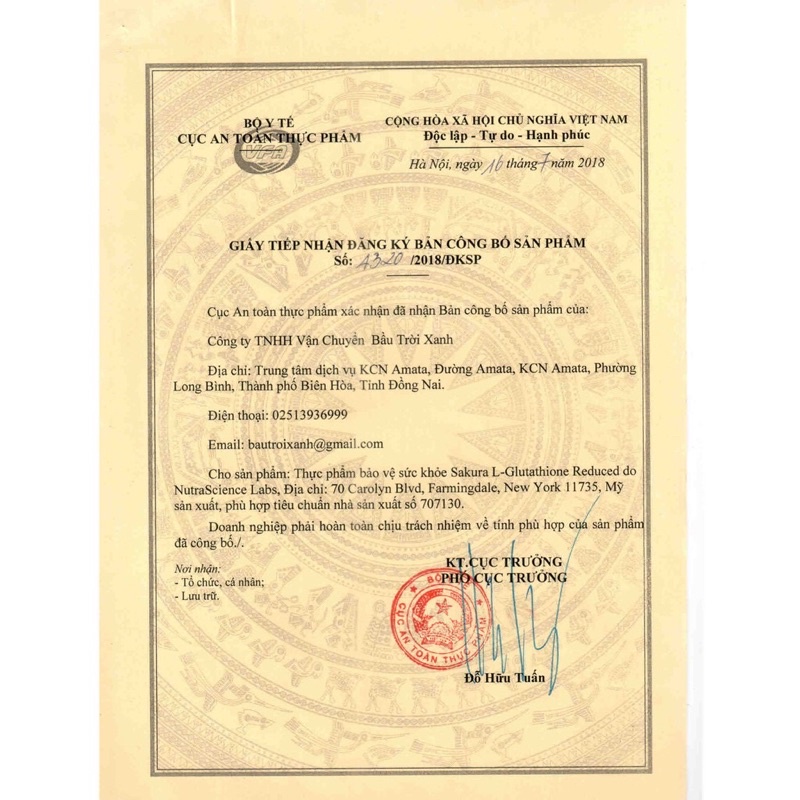 BỘ Y TẾ
CỤC AN TOÀN THỰC PHẨM
VFA
CỘNG HÒA XÃ HỘI CHỦ NGHĨA VIỆT NAM
Độc lập - Tự do - Hạnh phúc
Hà Nội, ngày 16 tháng 7 năm 2018
GIẤY TIẾP NHẬN ĐĂNG KÝ BẢN CÔNG BỐ SẢN PHẨM
Số: 4320 /2018/ĐKSP
Cục An toàn thực phẩm xác nhận đã nhận Bản công bố sản phẩm của:
Công ty TNHH Vận Chuyển Bầu Trời Xanh
Địa chỉ: Trung tâm dịch vụ KCN Amata, Đường Amata, KCN Amata, Phường
Long Bình, Thành phố Biên Hòa, Tỉnh Đồng Nai.
Điện thoại: 02513936999
Email: bautroixanh@gmail.com
Cho sản phẩm: Thực phẩm bảo vệ sức khỏe Sakura L-Glutathione Reduced do
NutraScience Labs, Địa chỉ: 70 Carolyn Blvd, Farmingdale, New York 11735, Mỹ
sản xuất, phù hợp tiêu chuẩn nhà sản xuất số 707130.
Doanh nghiệp phải hoàn toàn chịu trách nhiệm về tính phù hợp của sản phẩm
đã công bố./.
Nơi nhận:
- Tổ chức, cá nhân;
- Lưu trữ.
KT.CỤC TRƯỞNG
PHÓ CỤC TRƯỞNG
CỤC AN TOÀN THỰC PHẨM
Đỗ Hữu Tuấn